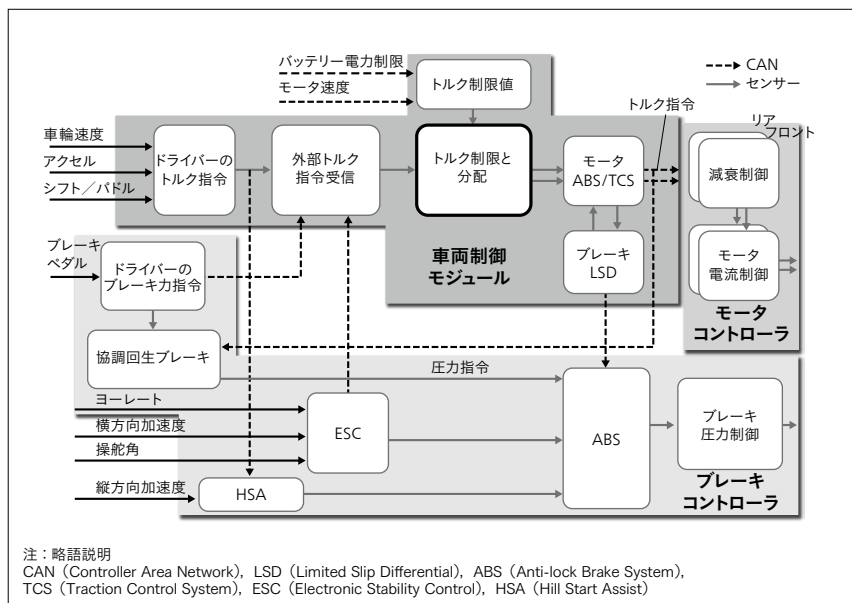 バッテリー電力制限
モータ速度
トルク制限値
CAN
センサー
トルク指令
リア
フロント
車輪速度
アクセル
シフト／パドル
ドライバーの
トルク指令
外部トルク
指令受信
トルク制限と
分配
モータ
ABS/TCS
減衰制御
ブレーキ
ペダル
ドライバーの
ブレーキ力指令
車両制御
モジュール
ブレーキ
LSD
モータ
電流制御
モータ
コントローラ
協調回生ブレーキ
圧力指令
ヨーレート
横方向加速度
操舵角
縦方向加速度
ESC
HSA
ABS
ブレーキ
圧力制御
ブレーキ
コントローラ
注：略語説明
CAN（Controller Area Network），LSD（Limited Slip Differential），ABS（Anti-lock Brake System），
TCS（Traction Control System），ESC（Electronic Stability Control），HSA（Hill Start Assist）